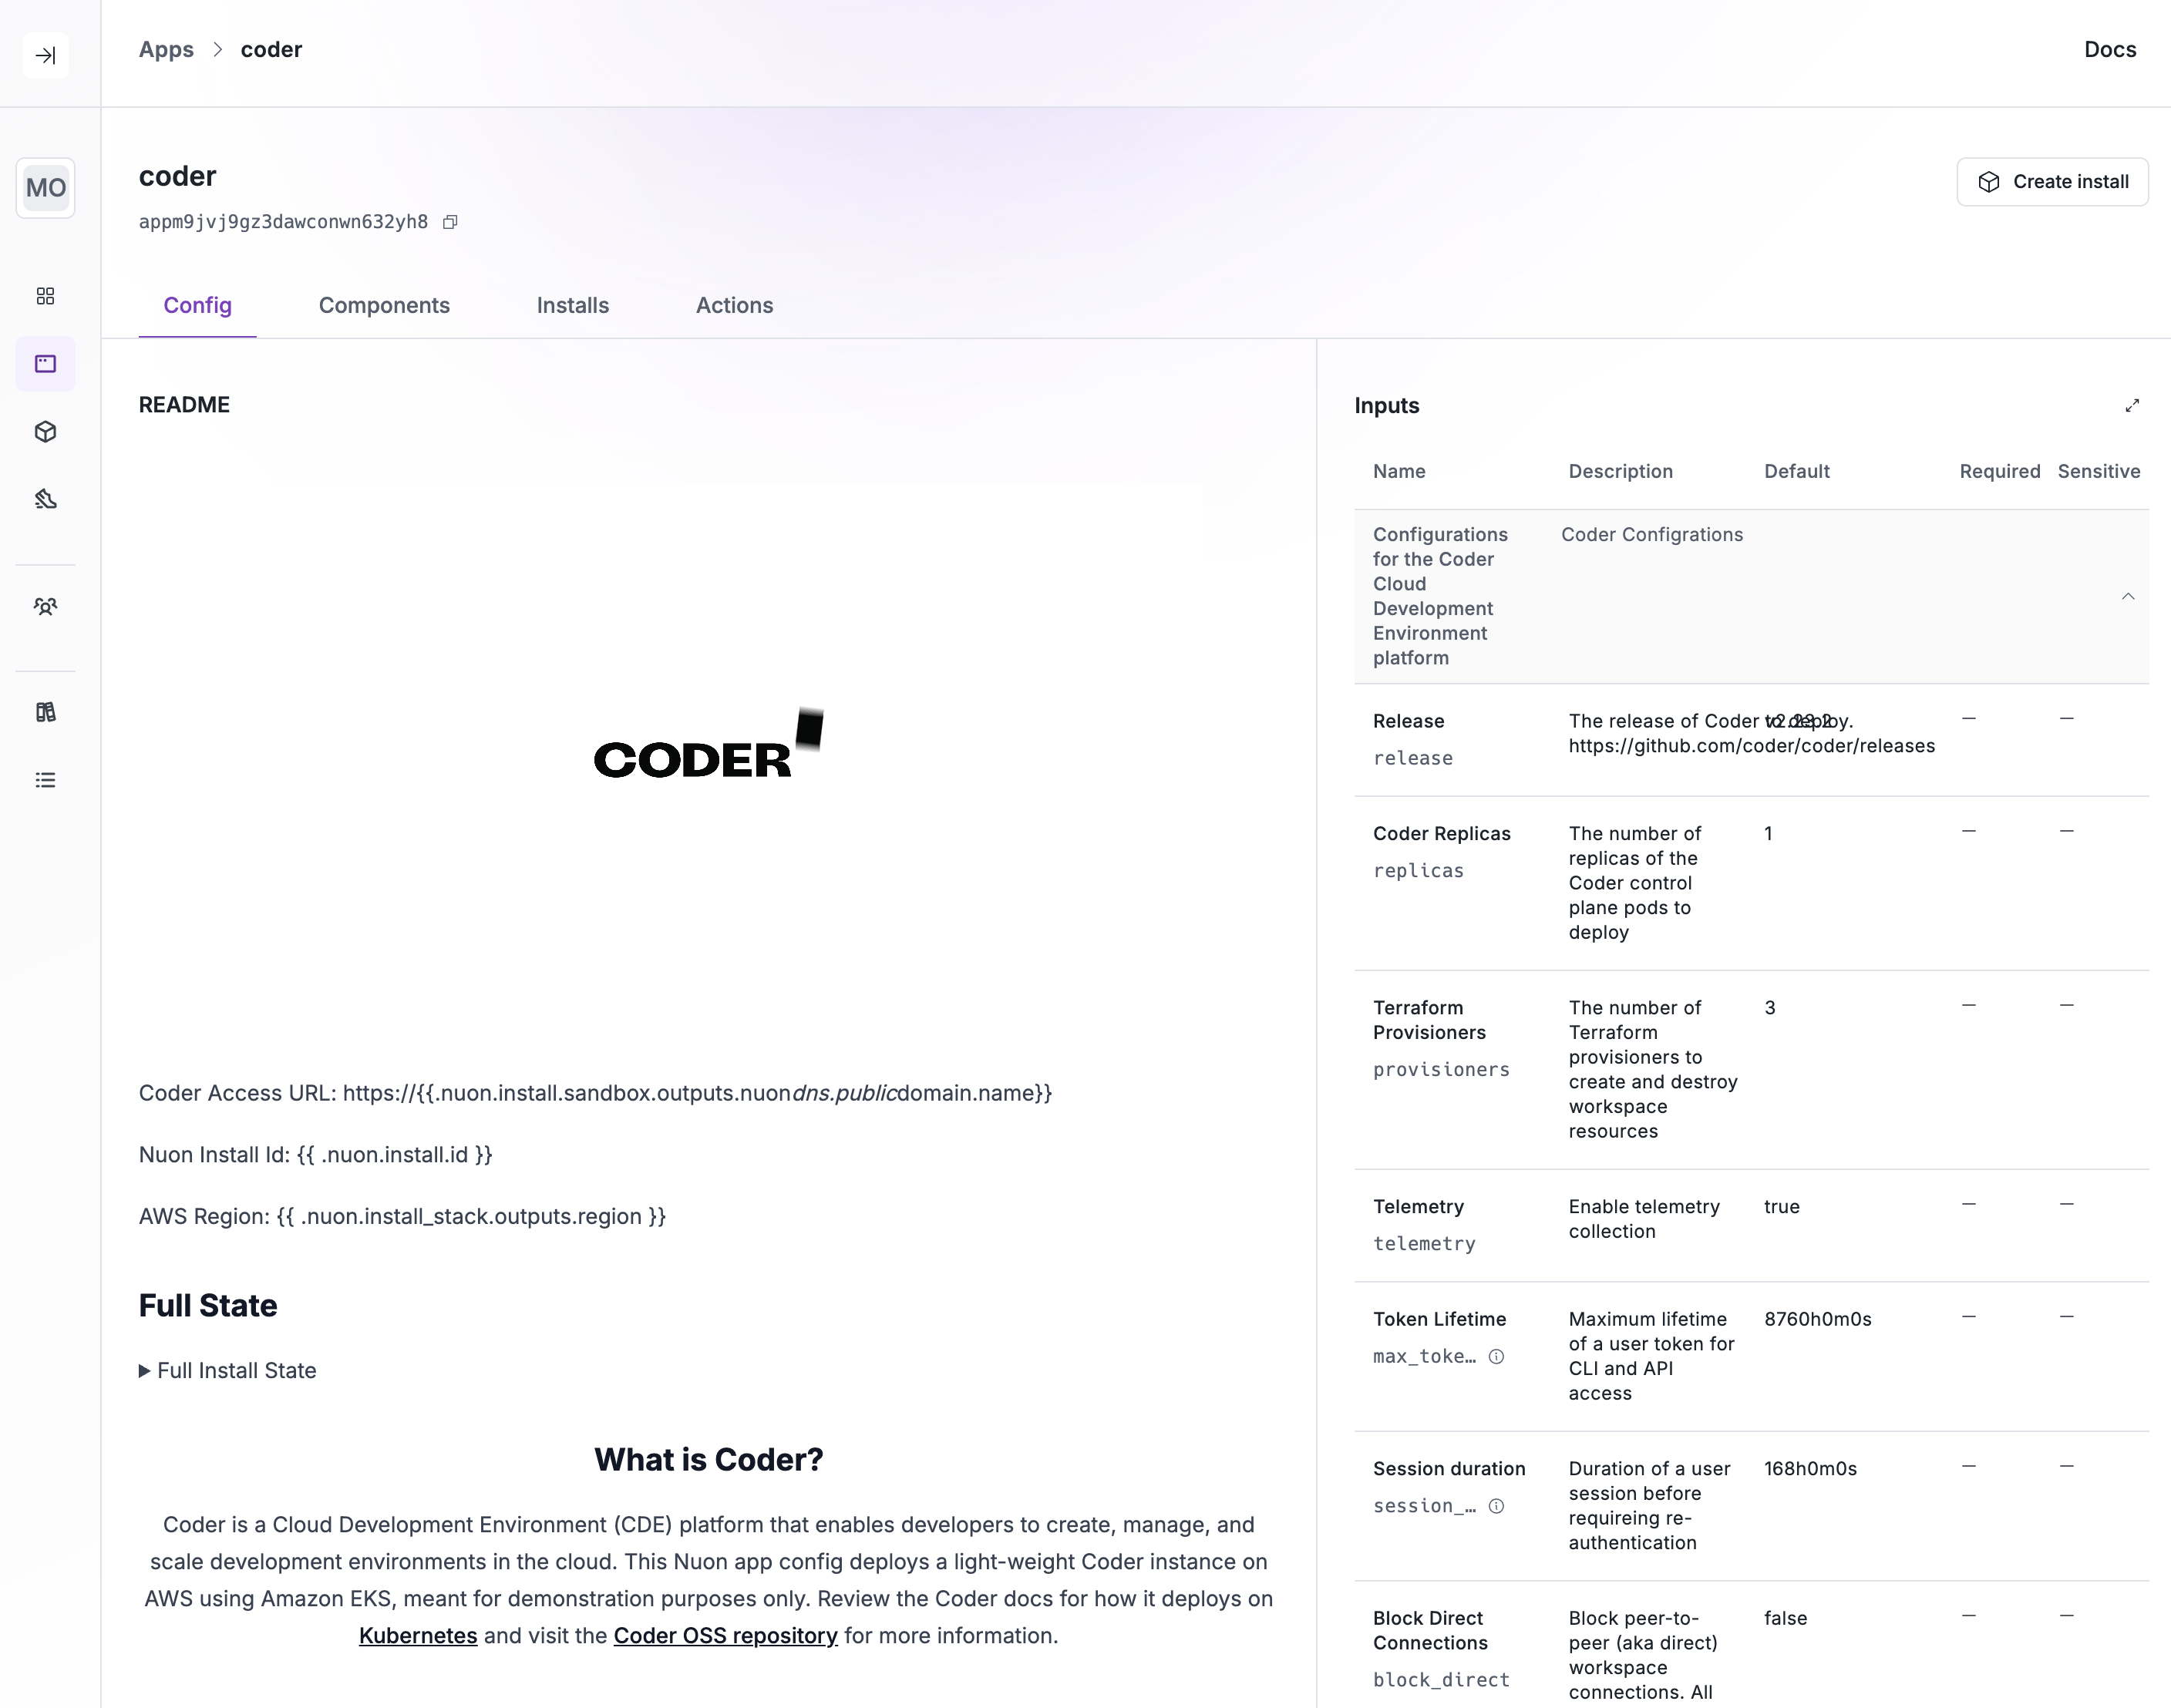 Apps > coder
Docs
MO
coder
appm9jvj9gz3dawconwn632yh8
Create install
Config
Components
Installs
Actions
README
CODER
Coder Access URL: https://{{.nuon.install.sandbox.outputs.nuondns.publicdomain.name}}
Nuon Install Id: {{ .nuon.install.id }}
AWS Region: {{ .nuon.install_stack.outputs.region }}
Full State
Full Install State
What is Coder?
Coder is a Cloud Development Environment (CDE) platform that enables developers to create, manage, and
scale development environments in the cloud. This Nuon app config deploys a light-weight Coder instance on
AWS using Amazon EKS, meant for demonstration purposes only. Review the Coder docs for how it deploys on
Kubernetes and visit the Coder OSS repository for more information.
Inputs
Name
Description
Default
Required
Sensitive
Configurations
for the Coder
Cloud
Development
Environment
platform
Coder Configrations
Release
release
The release of Coder to deploy.
https://github.com/coder/coder/releases
v2.23.2
—
—
Coder Replicas
replicas
The number of
replicas of the
Coder control
plane pods to
deploy
1
—
—
Terraform
Provisioners
provisioners
The number of
Terraform
provisioners to
create and destroy
workspace
resources
3
—
—
Telemetry
telemetry
Enable telemetry
collection
true
—
—
Token Lifetime
max_toke…
Maximum lifetime
of a user token for
CLI and API
access
8760h0m0s
—
—
Session duration
session_…
Duration of a user
session before
requireing re-
authentication
168h0m0s
—
—
Block Direct
Connections
block_direct
Block peer-to-
peer (aka direct)
workspace
connections. All
false
—
—